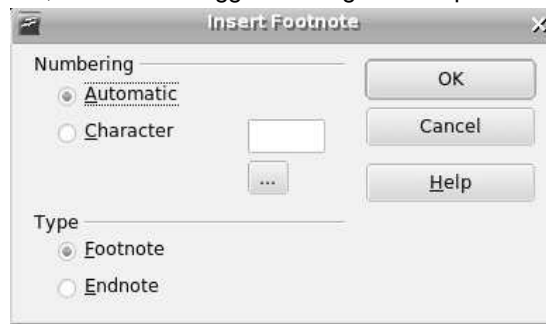 Insert Footnote
Numbering
Automatic
Character
...
Type
Footnote
Endnote
OK
Cancel
Help